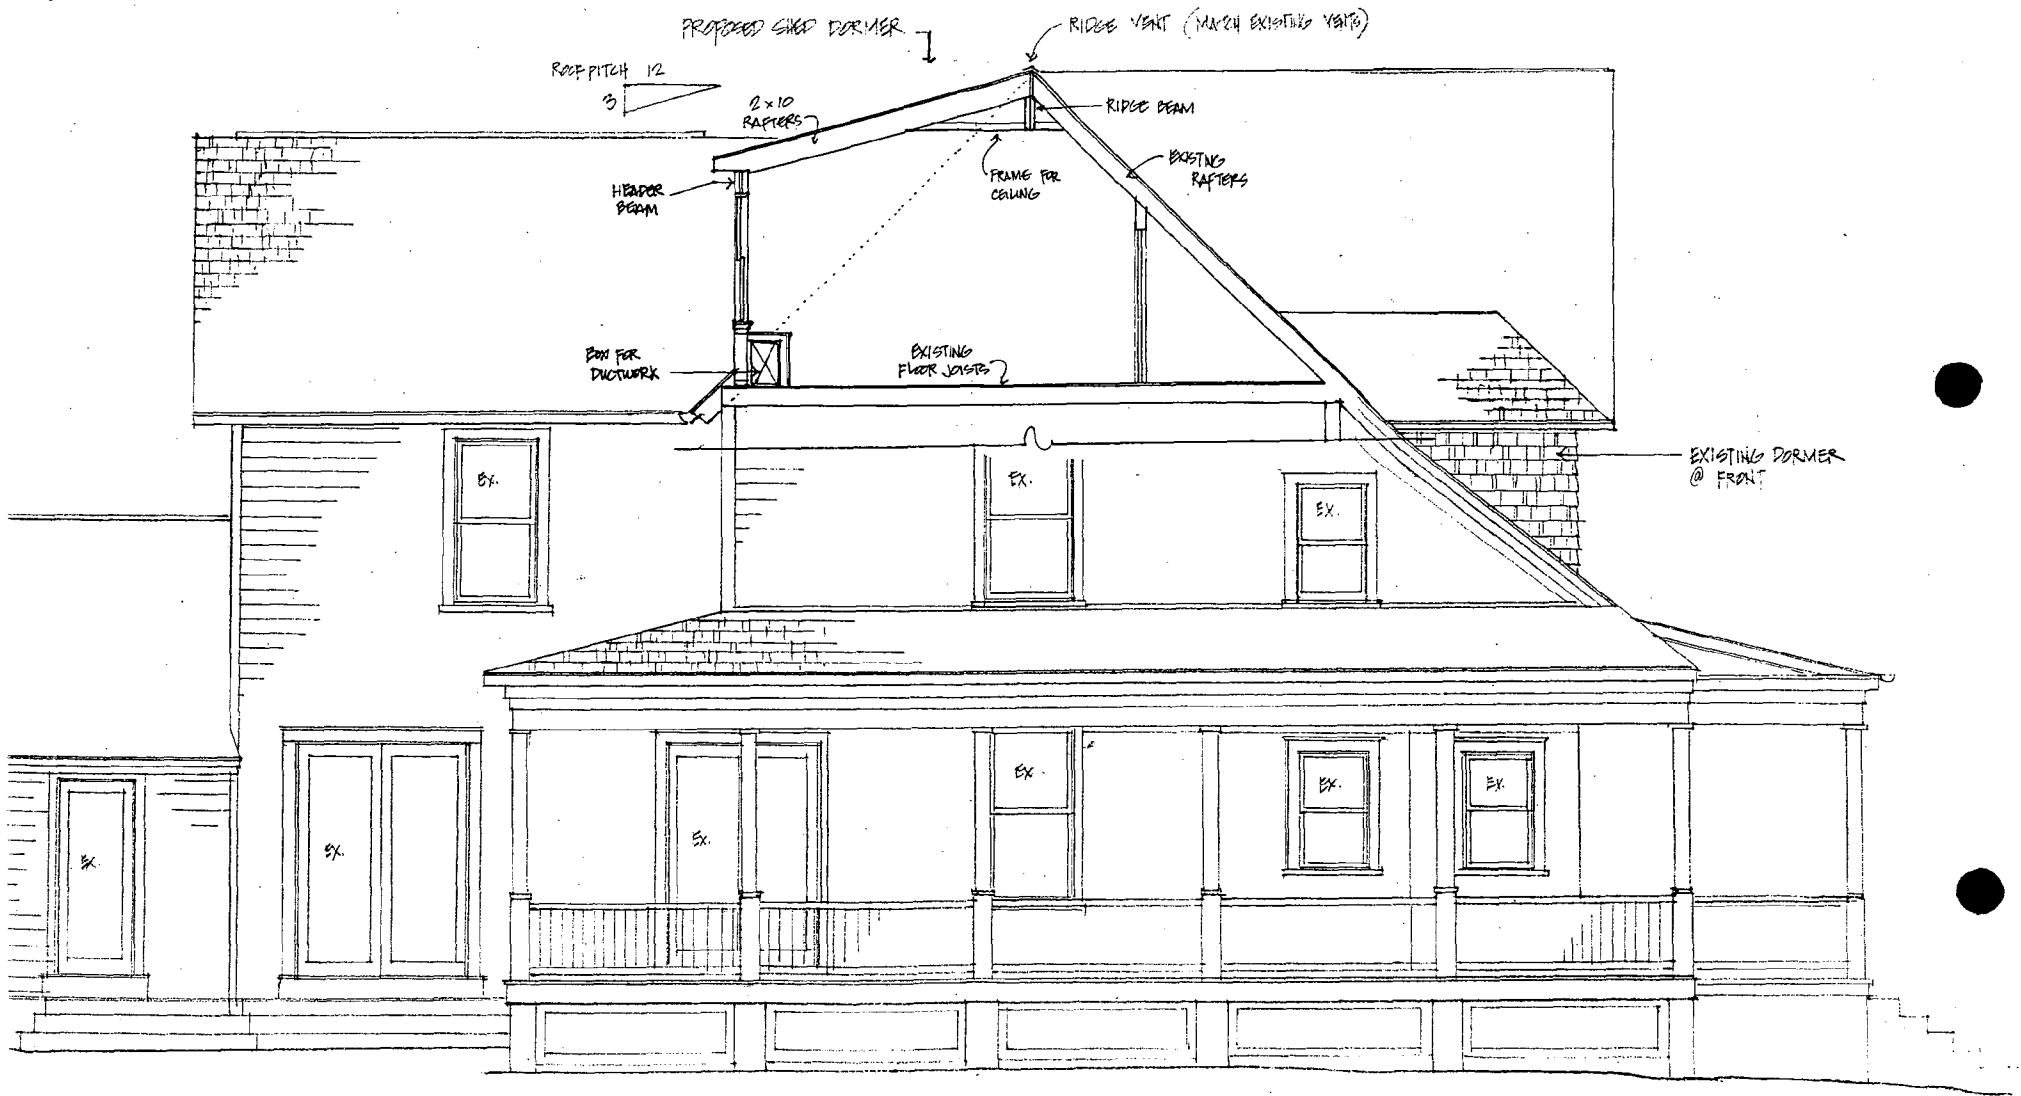 PROPOSED SHED DORMER
RIDGE VENT (MATCH EXISTING VENTS)
ROOF PITCH 12
3
2 x 10
RAFTERS
RIDGE BEAM
EXISTING
RAFTERS
FRAME FOR
CEILING
HEADER
BEAM
BOX FOR
DUCTWORK
EXISTING
FLOOR JOISTS
EXISTING DORMER
@ FRONT
EX.
EX.
EX.
EX.
EX.
EX.
EX.
EX.
EX.